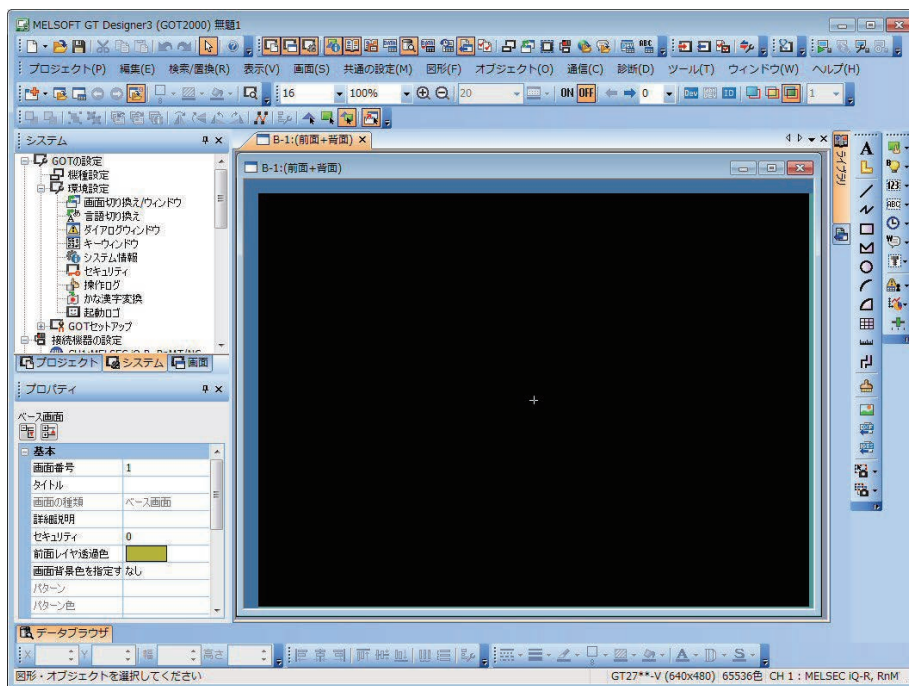 MELSOFT GT Designer3 (GOT2000) 無題1
プロジェクト(P) 編集(E) 検索/置換(R) 表示(V) 画面(S) 共通の設定(M) 図形(F) オブジェクト(O) 通信(C) 診断(D) ツール(T) ウィンドウ(W) ヘルプ(H)
16 100% 20 ON OFF 0 Dev ID 1
システム
GOTの設定
機種設定
環境設定
画面切り換え/ウィンドウ
言語切り換え
ダイアログウィンドウ
キーウィンドウ
システム情報
セキュリティ
操作ログ
かな漢字変換
起動ロゴ
GOTセットアップ
接続機器の設定
プロジェクト システム 画面
プロパティ
ベース画面
基本
画面番号 1
タイトル
画面の種類 ベース画面
詳細説明
セキュリティ 0
前面レイヤ透過色
画面背景色を指定す なし
パターン
パターン色
B-1:(前面+背面)
B-1:(前面+背面)
ライブラリ
A
123
ABC
データブラウザ
X Y 幅 高さ
図形・オブジェクトを選択してください GT27**-V (640x480) 65536色 CH 1 : MELSEC iQ-R, RnM